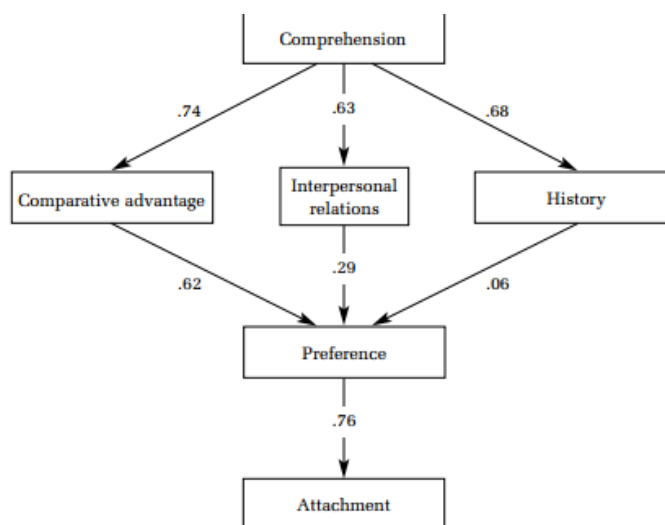 Comprehension
.74
.63
.68
Comparative advantage
Interpersonal
relations
History
.62
.29
.06
Preference
.76
Attachment